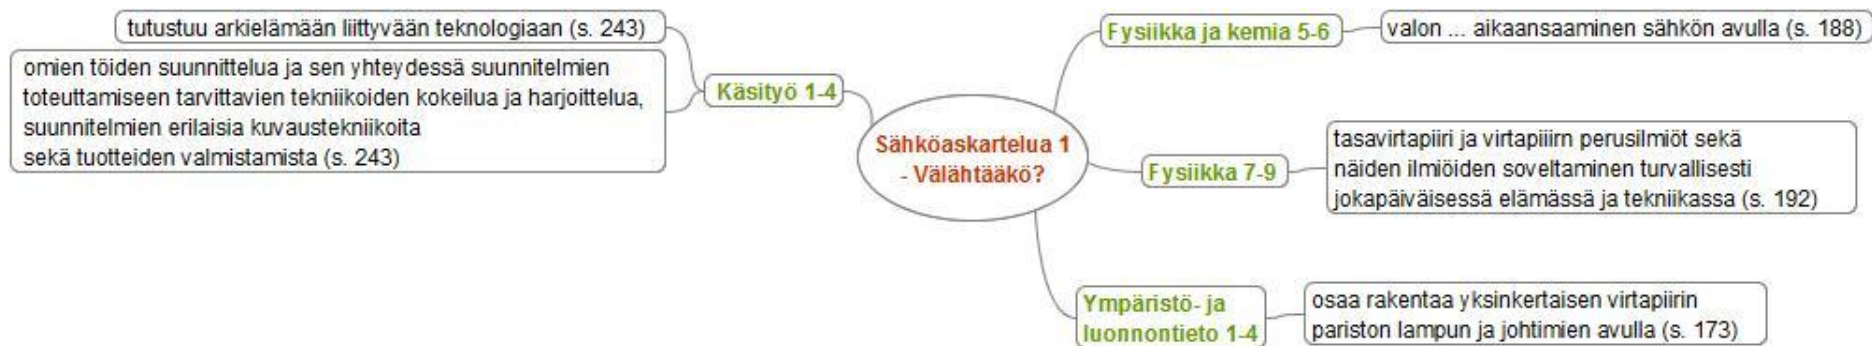 tutustuu arkielämään liittyvään teknologiaan (s. 243)
omien töiden suunnittelua ja sen yhteydessä suunnitelmien
toteuttamiseen tarvittavien tekniikoiden kokeilua ja harjoittelua,
suunnitelmien erilaisia kuvaustekniikoita
sekä tuotteiden valmistamista (s. 243)
Käsityö 1-4
Sähköaskartelua 1
- Välähtääkö?
Fysiikka ja kemia 5-6
valon ... aikaansaaminen sähkön avulla (s. 188)
Fysiikka 7-9
tasavirtapiiri ja virtapiiirn perusilmiöt sekä
näiden ilmiöiden soveltaminen turvallisesti
jokapäiväisessä elämässä ja tekniikassa (s. 192)
Ympäristö- ja
luonnontieto 1-4
osaa rakentaa yksinkertaisen virtapiirin
pariston lampun ja johtimien avulla (s. 173)